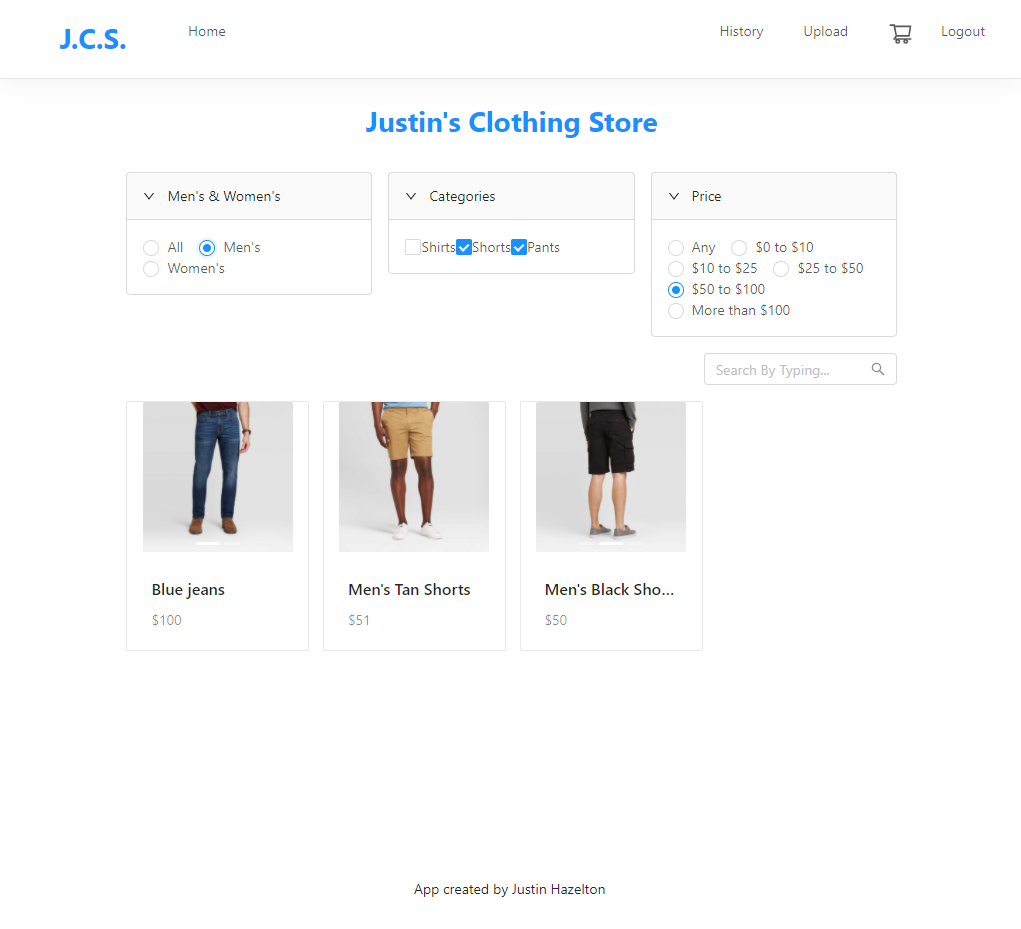 J.C.S. Home History Upload Logout
Justin's Clothing Store
Men's & Women's
All Men's
Women's
Categories
Shirts Shorts Pants
Price
Any $0 to $10
$10 to $25 $25 to $50
$50 to $100
More than $100
Search By Typing...
Blue jeans
$100
Men's Tan Shorts
$51
Men's Black Sho...
$50
App created by Justin Hazelton